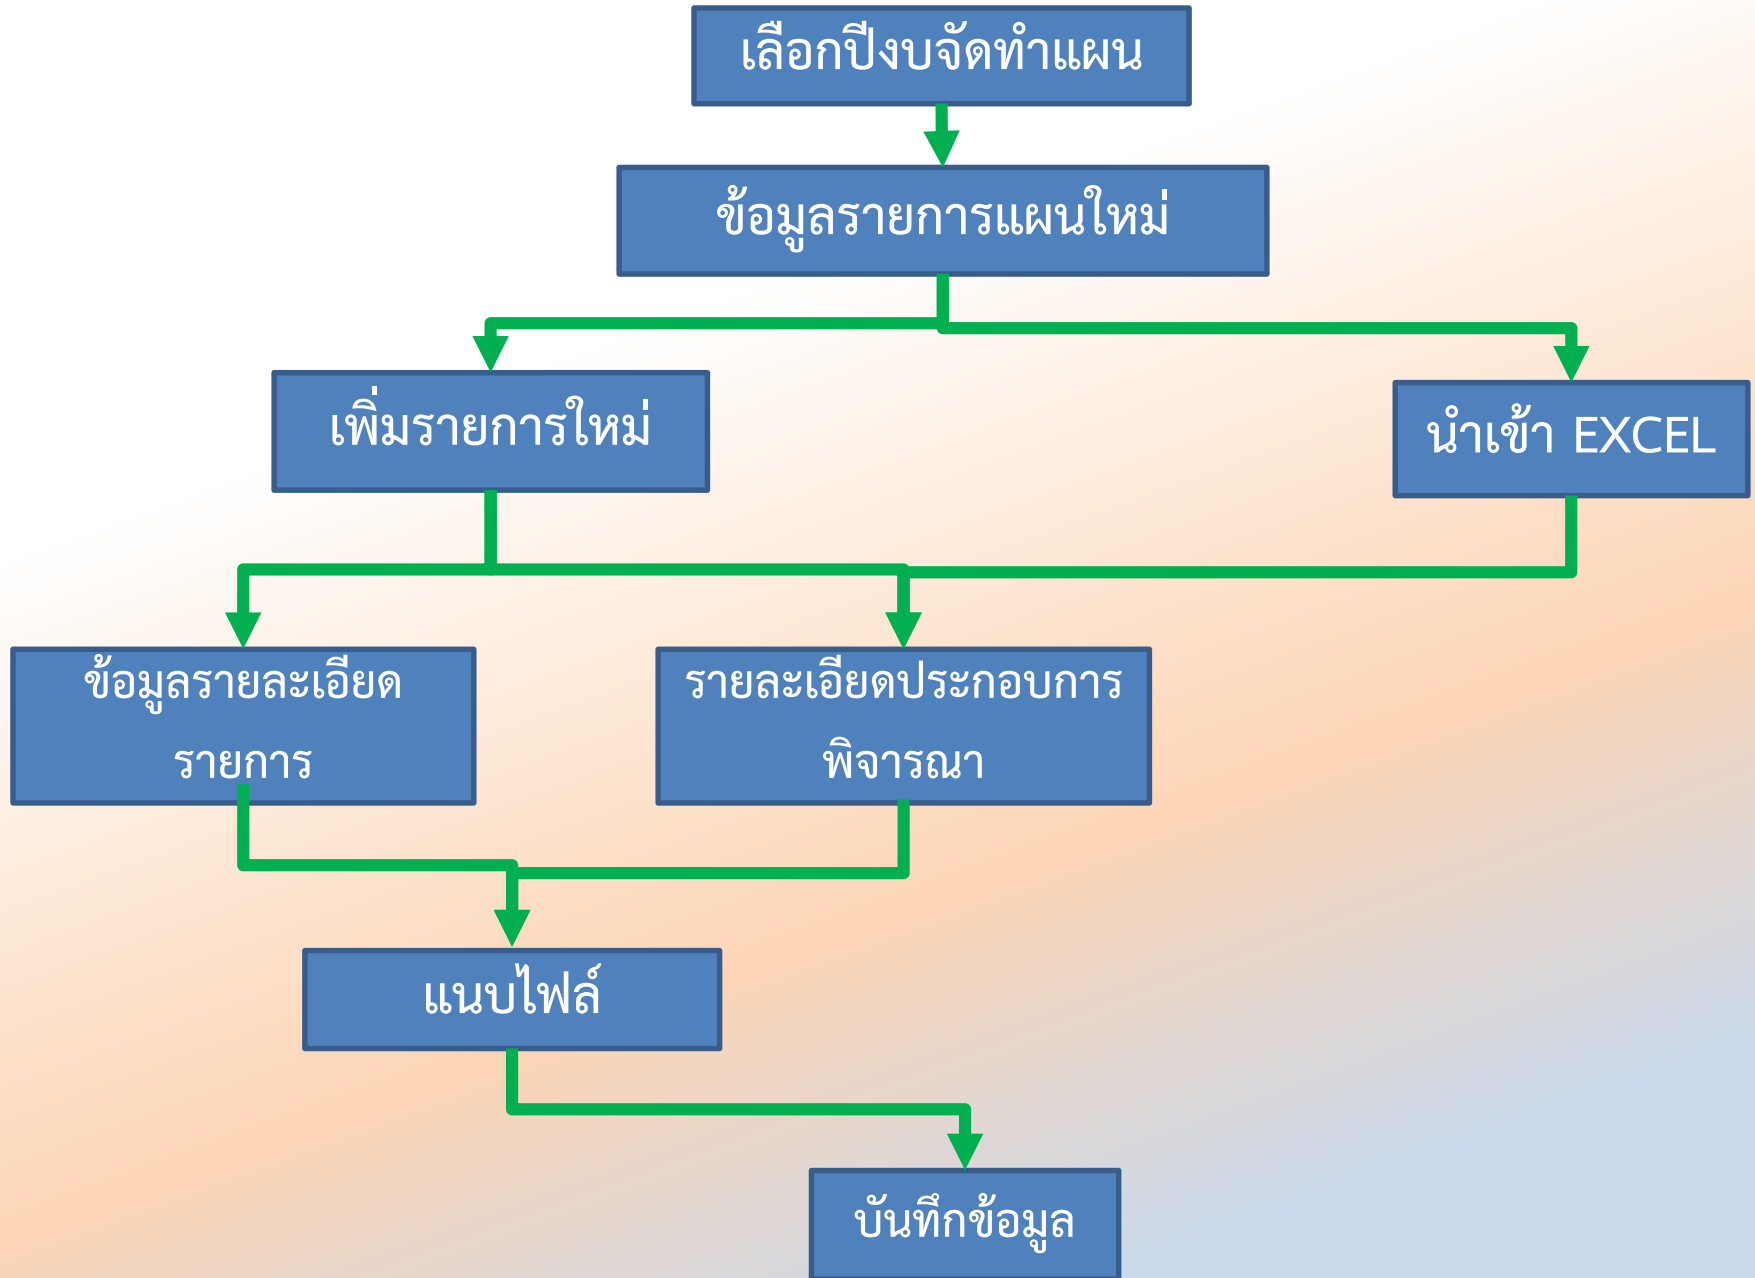 เลือกปีงบจัดทำแผน
ข้อมูลรายการแผนใหม่
เพิ่มรายการใหม่
นำเข้า EXCEL
ข้อมูลรายละเอียด
รายการ
รายละเอียดประกอบการ
พิจารณา
แนบไฟล์
บันทึกข้อมูล